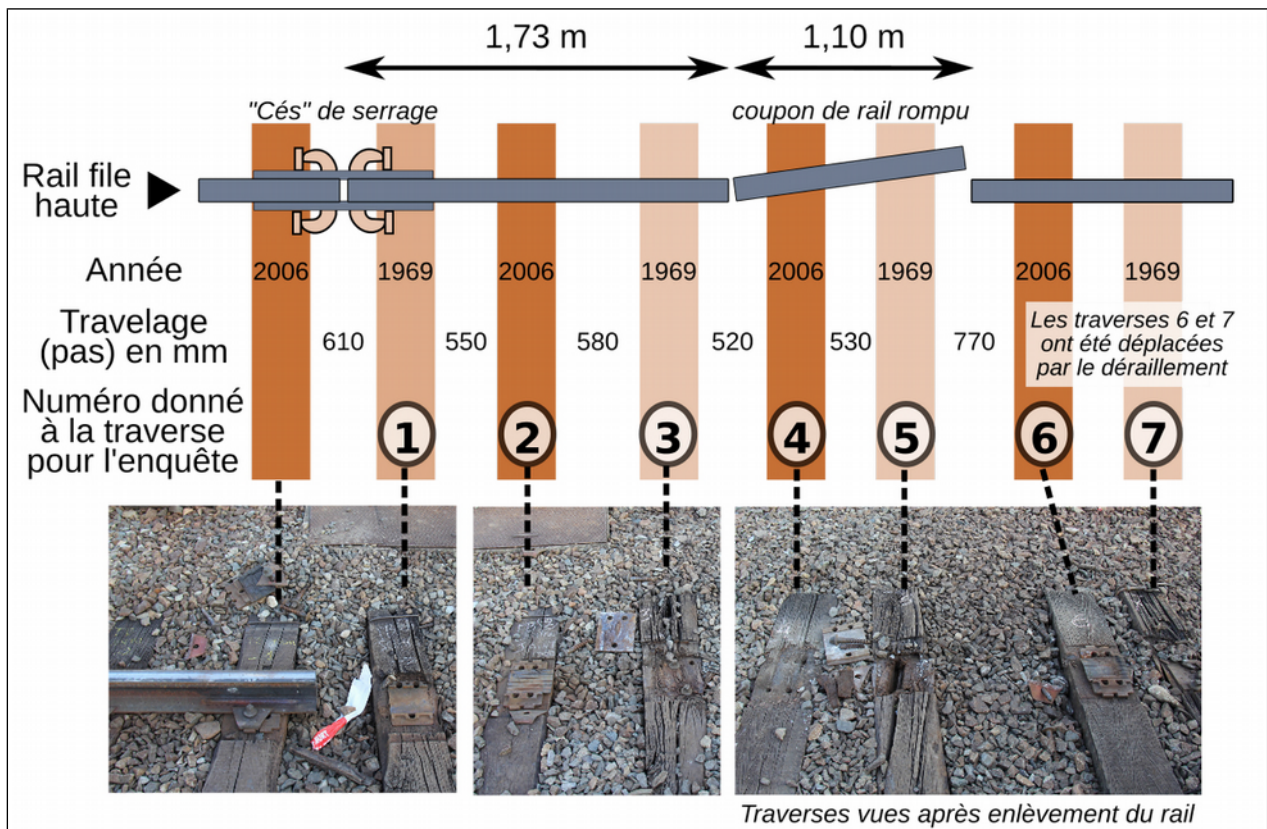 1,73 m
1,10 m
"Cés" de serrage
coupon de rail rompu
Rail file
haute
Année
2006
1969
2006
1969
2006
1969
2006
1969
Travelage
(pas) en mm
610
550
580
520
530
770
Les traverses 6 et 7
ont été déplacées
par le déraillement
Numéro donné
à la traverse
pour l'enquête
1
2
3
4
5
6
7
Traverses vues après enlèvement du rail